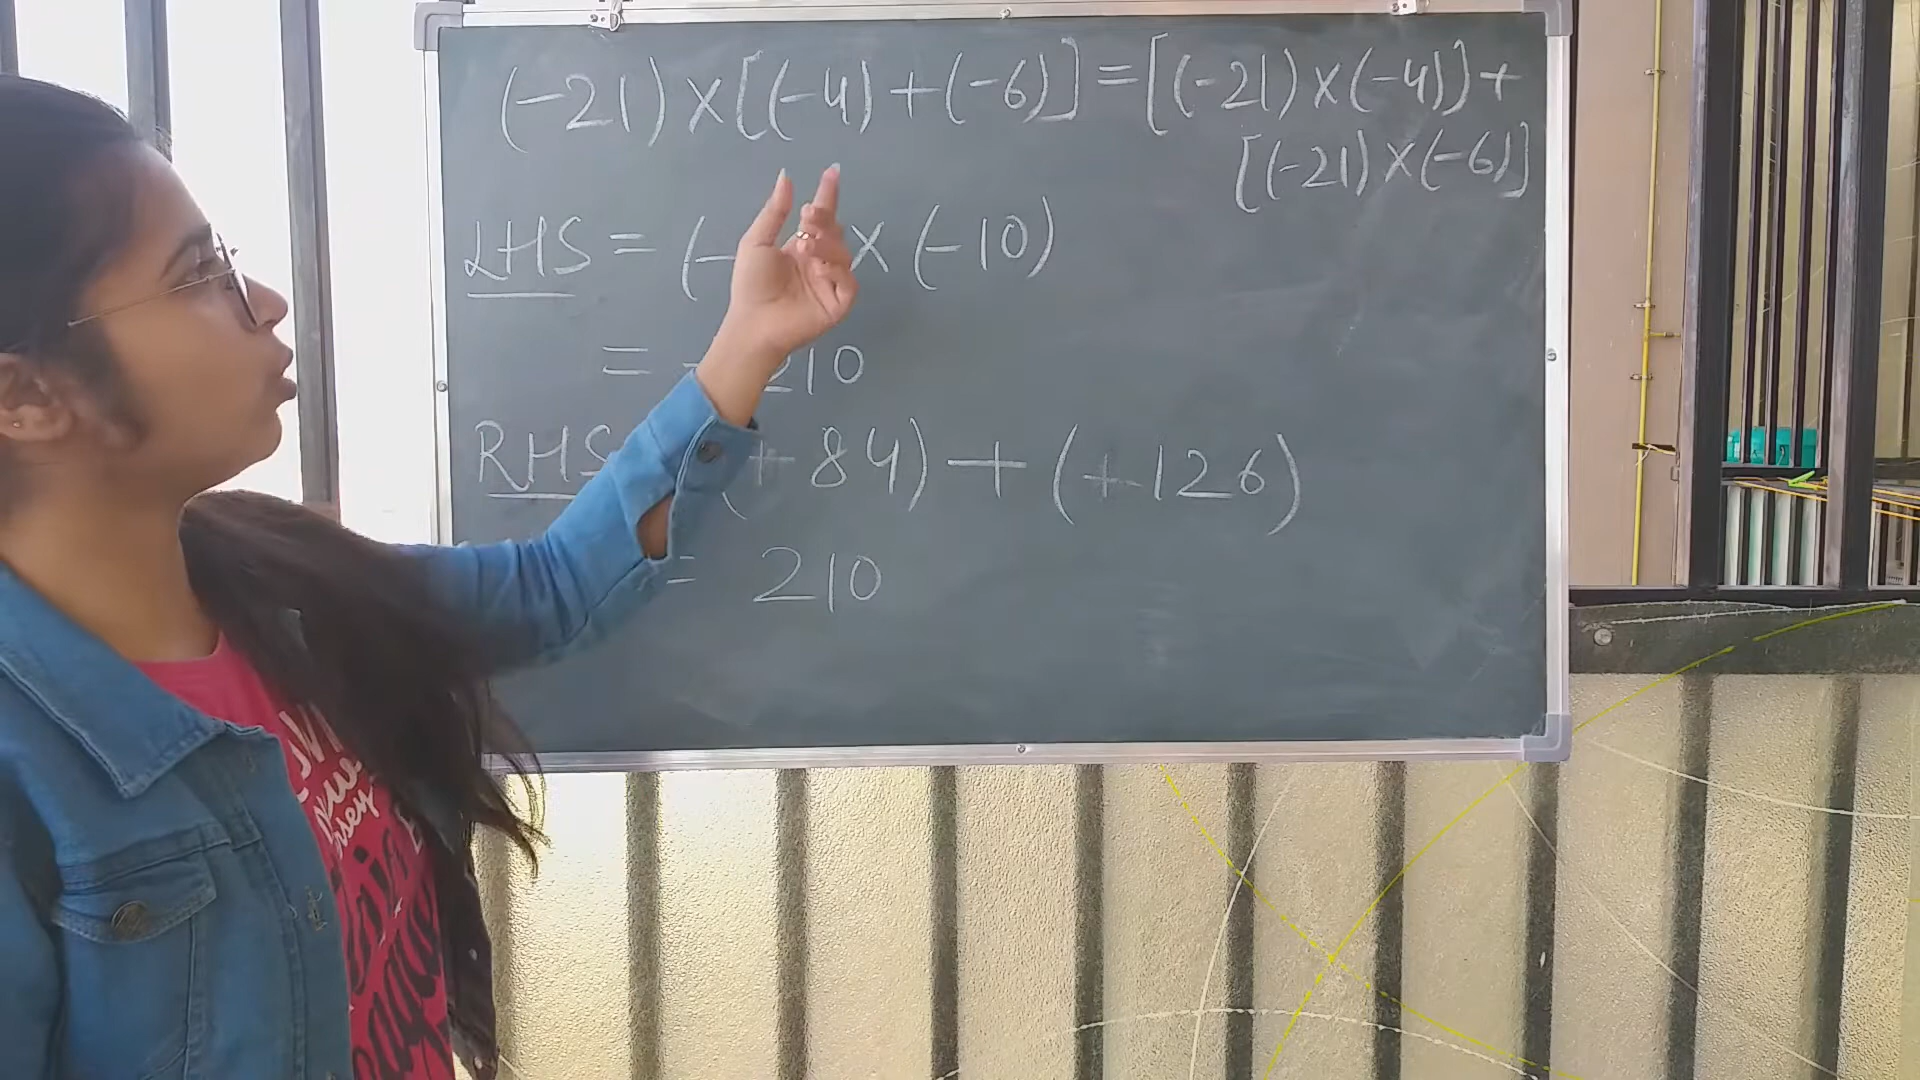 (-21) × [(-4) + (-6)] = [(-21) × (-4)] +
[(-21) × (-6)]
LHS = (- × (-10)
= 210
RHS (+ 84) + (+126)
= 210